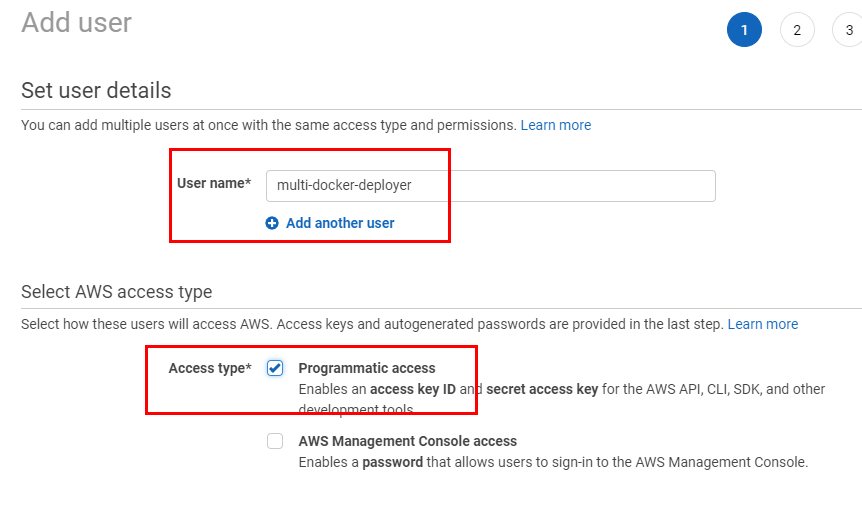 Add user
1 2 3
Set user details
You can add multiple users at once with the same access type and permissions. Learn more
User name* multi-docker-deployer
Add another user
Select AWS access type
Select how these users will access AWS. Access keys and autogenerated passwords are provided in the last step. Learn more
Access type* Programmatic access
Enables an access key ID and secret access key for the AWS API, CLI, SDK, and other
development tools
AWS Management Console access
Enables a password that allows users to sign-in to the AWS Management Console.